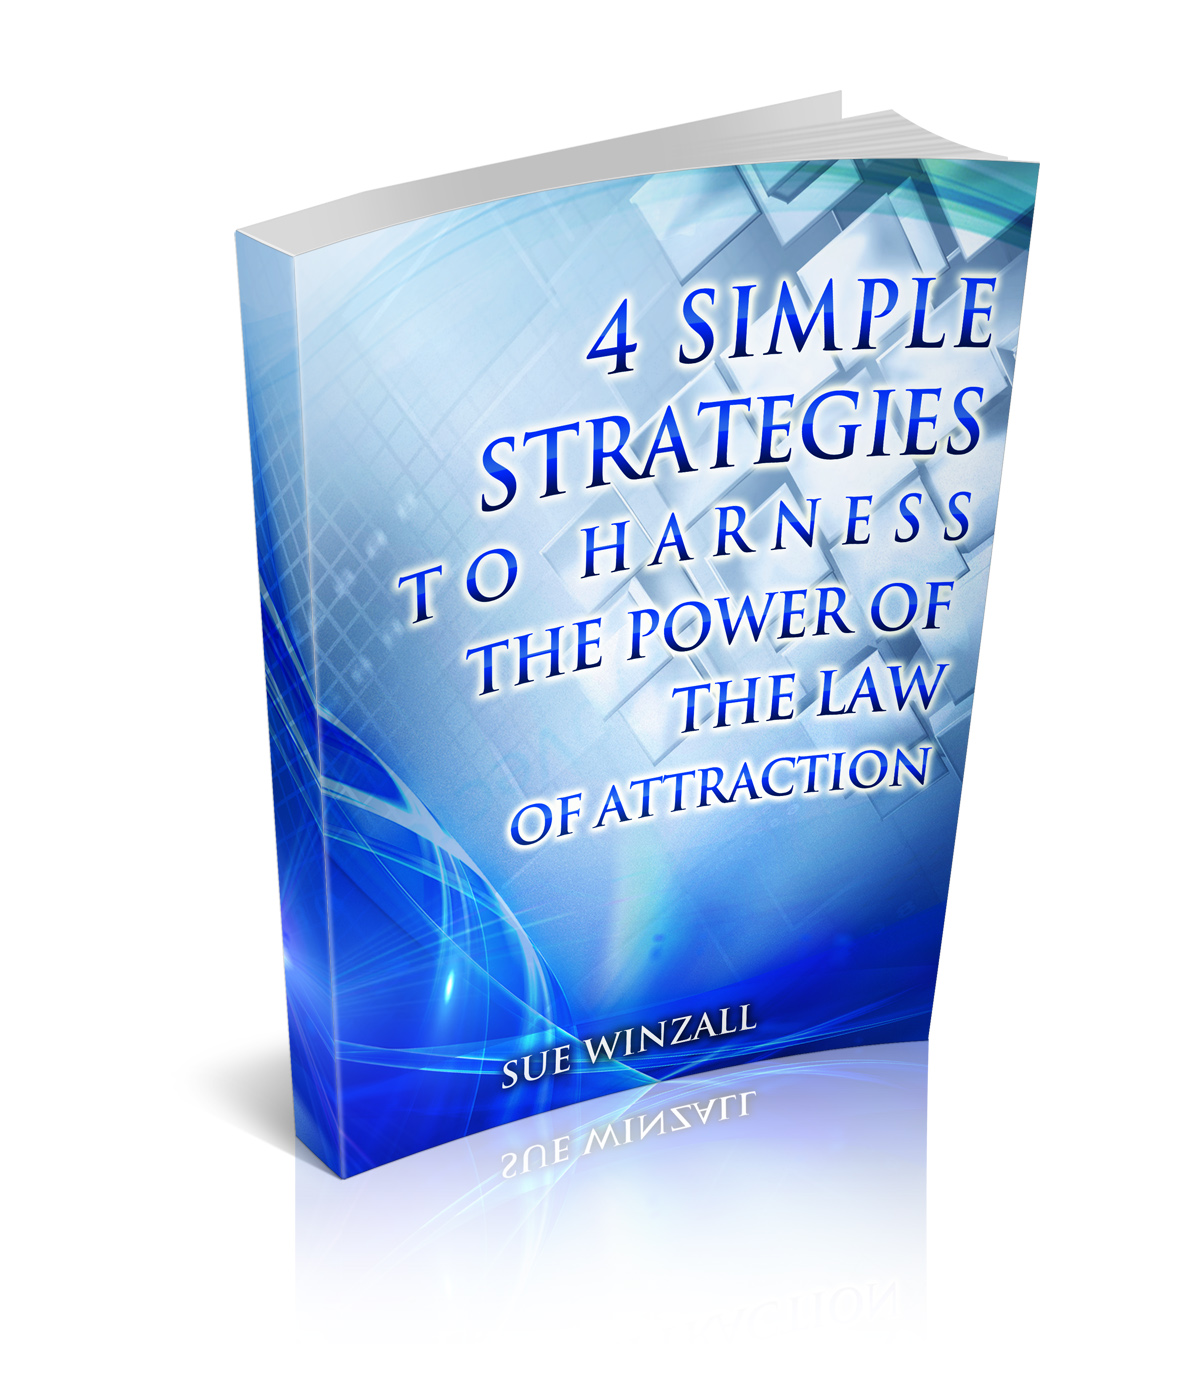 4 SIMPLE
STRATEGIES
TO HARNESS
THE POWER OF
THE LAW
OF ATTRACTION
SUE WINZALL